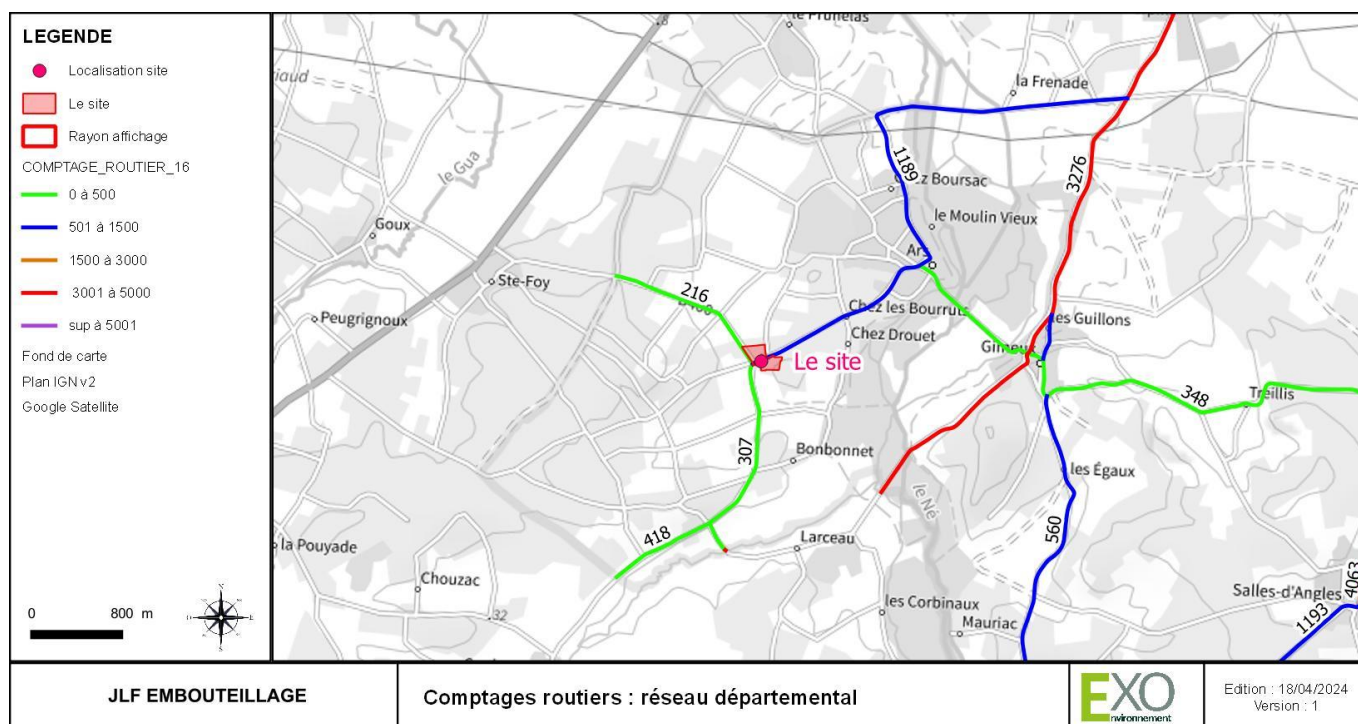 LEGENDE
Localisation site
Le site
Rayon affichage
COMPTAGE_ROUTIER_16
0 à 500
501 à 1500
1500 à 3000
3001 à 5000
sup à 5001
Fond de carte
Plan IGN v2
Google Satellite
0 800 m
le Prunelas
la Frenade
le Gua
3276
1189
Chez Boursac
le Moulin Vieux
Goux
Ars
Ste-Foy
216
Peugrignoux
Chez les Bourruts
les Guillons
Chez Drouet
Gimeux
Le site
348
Treillis
307
Bonbonnet
les Égaux
le Né
418
560
la Pouyade
Larceau
Chouzac
32
les Corbinaux
Salles-d'Angles
4063
Mauriac
1193
JLF EMBOUTEILLAGE
Comptages routiers : réseau départemental
EXO
nvironnement
Edition : 18/04/2024
Version : 1